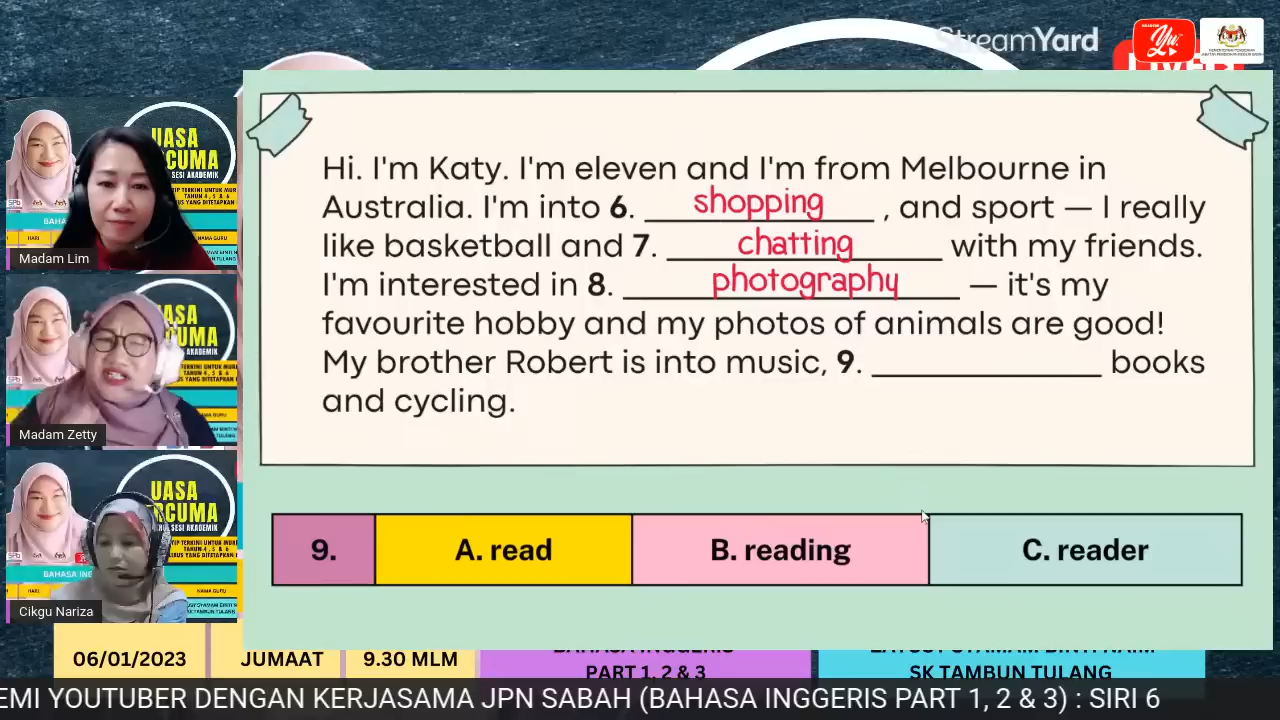 StreamYard
Hi. I'm Katy. I'm eleven and I'm from Melbourne in
Australia. I'm into 6. shopping , and sport — I really
like basketball and 7. chatting with my friends.
I'm interested in 8. photography — it's my
favourite hobby and my photos of animals are good!
My brother Robert is into music, 9. ____________ books
and cycling.
9.
A. read
B. reading
C. reader
UASA
Madam Lim
Madam Zetty
UASA
Cikgu Nariza
06/01/2023
JUMAAT
9.30 MLM
BAHASA INGGERIS
PART 1, 2 & 3
SK TAMBUN TULANG
EMI YOUTUBER DENGAN KERJASAMA JPN SABAH (BAHASA INGGERIS PART 1, 2 & 3) : SIRI 6